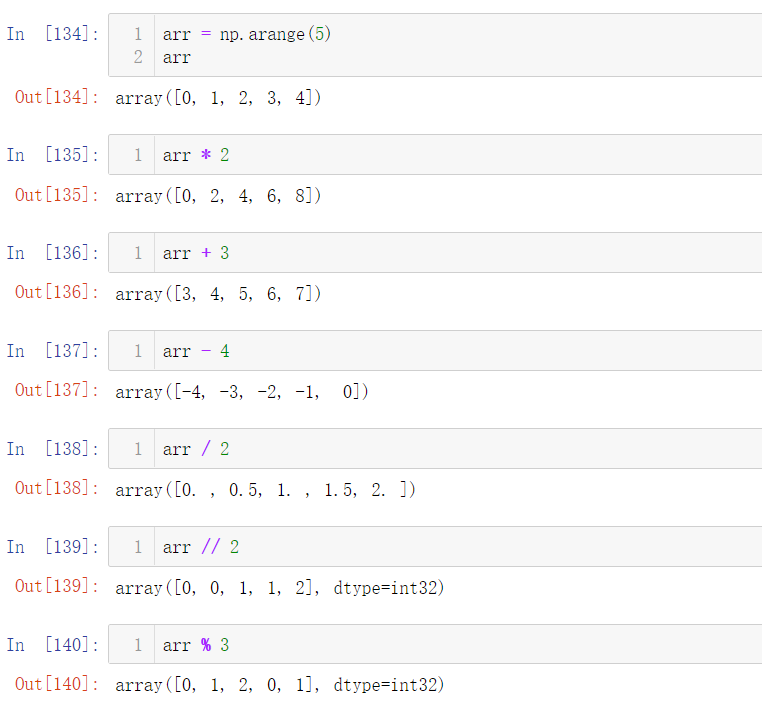 In [134]: 1 arr = np.arange(5)
2 arr
Out[134]: array([0, 1, 2, 3, 4])
In [135]: 1 arr * 2
Out[135]: array([0, 2, 4, 6, 8])
In [136]: 1 arr + 3
Out[136]: array([3, 4, 5, 6, 7])
In [137]: 1 arr - 4
Out[137]: array([-4, -3, -2, -1,  0])
In [138]: 1 arr / 2
Out[138]: array([0. , 0.5, 1. , 1.5, 2. ])
In [139]: 1 arr // 2
Out[139]: array([0, 0, 1, 1, 2], dtype=int32)
In [140]: 1 arr % 3
Out[140]: array([0, 1, 2, 0, 1], dtype=int32)